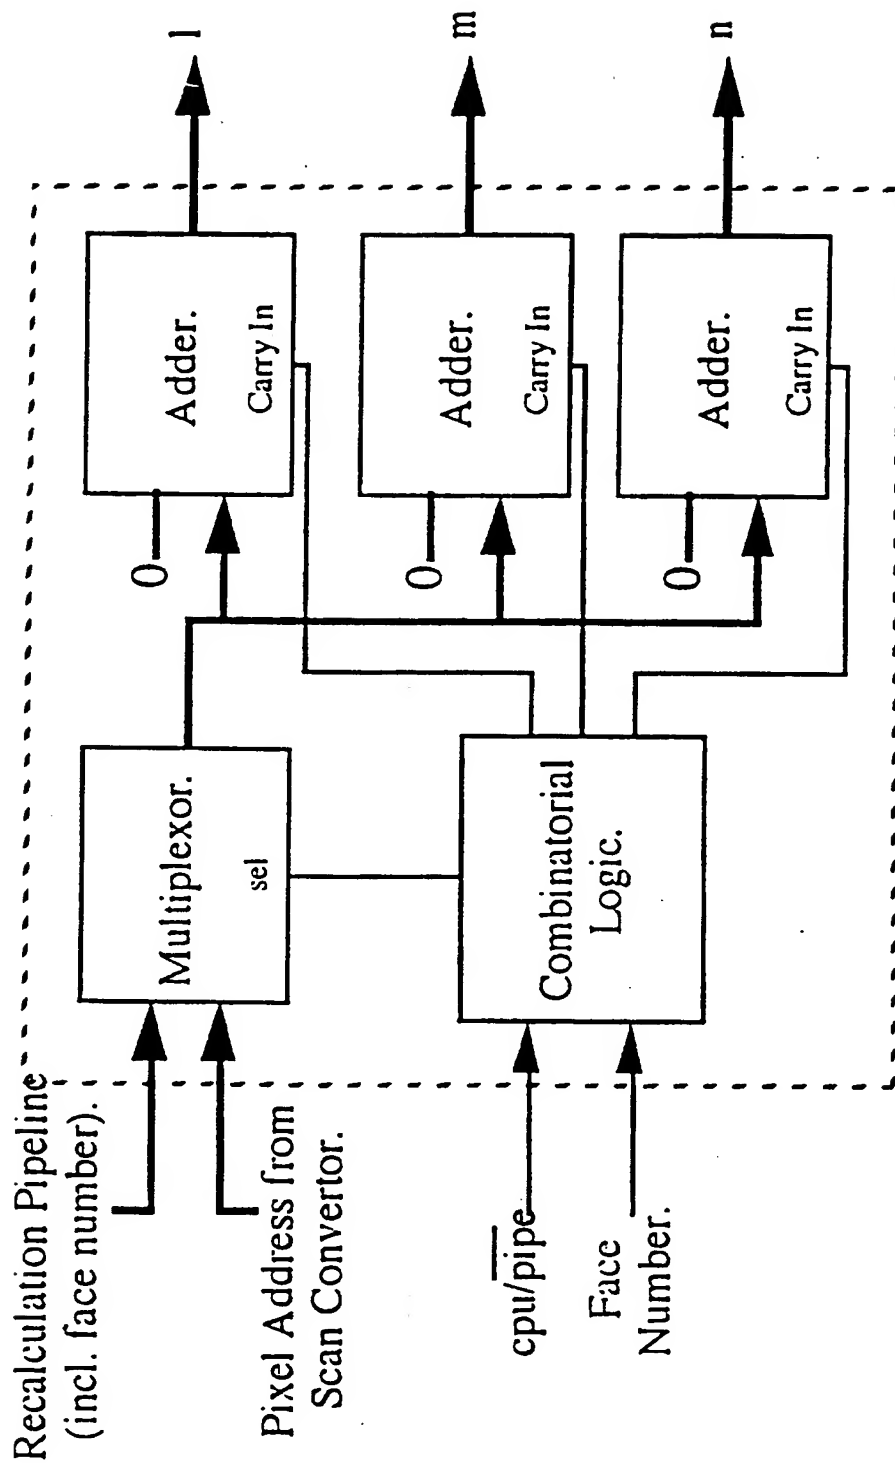 Recalculation Pipeline
(incl. face number).
Pixel Address from
Scan Convertor.
cpu/pipe
Face
Number.
Multiplexor.
sel
Combinatorial
Logic.
0
Adder.
Carry In
l
0
Adder.
Carry In
m
0
Adder.
Carry In
n